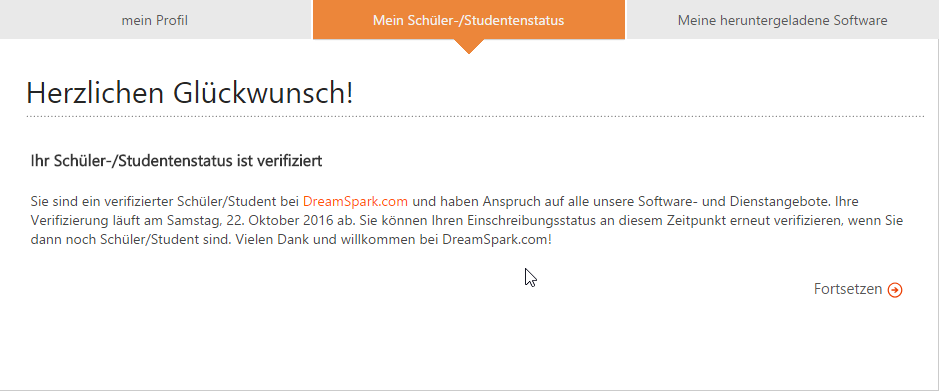 mein Profil
Mein Schüler-/Studentenstatus
Meine heruntergeladene Software
Herzlichen Glückwunsch!
Ihr Schüler-/Studentenstatus ist verifiziert
Sie sind ein verifizierter Schüler/Student bei DreamSpark.com und haben Anspruch auf alle unsere Software- und Dienstangebote. Ihre
Verifizierung läuft am Samstag, 22. Oktober 2016 ab. Sie können Ihren Einschreibungsstatus an diesem Zeitpunkt erneut verifizieren, wenn Sie
dann noch Schüler/Student sind. Vielen Dank und willkommen bei DreamSpark.com!
Fortsetzen